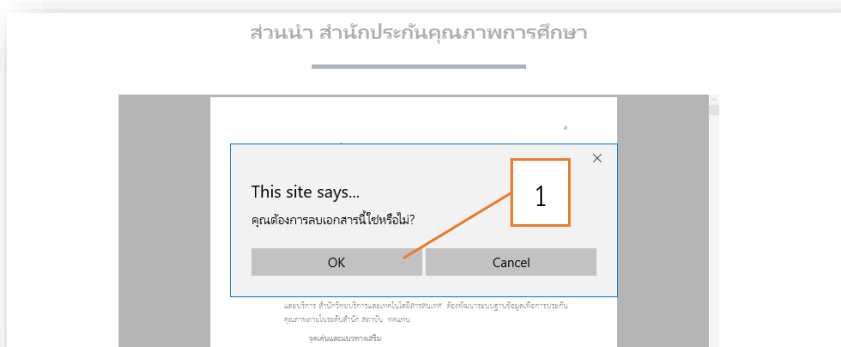 ส่วนนำ สำนักประกันคุณภาพการศึกษา
This site says...
คุณต้องการลบเอกสารนี้ใช่หรือไม่?
1
OK
Cancel
และบริการ สำนักวิทยบริการและเทคโนโลยีสารสนเทศ ต้องพัฒนาระบบฐานข้อมูลเพื่อการประกัน
คุณภาพภายในระดับสำนัก สถาบัน ทดแทน
จุดเด่นและแนวทางเสริม